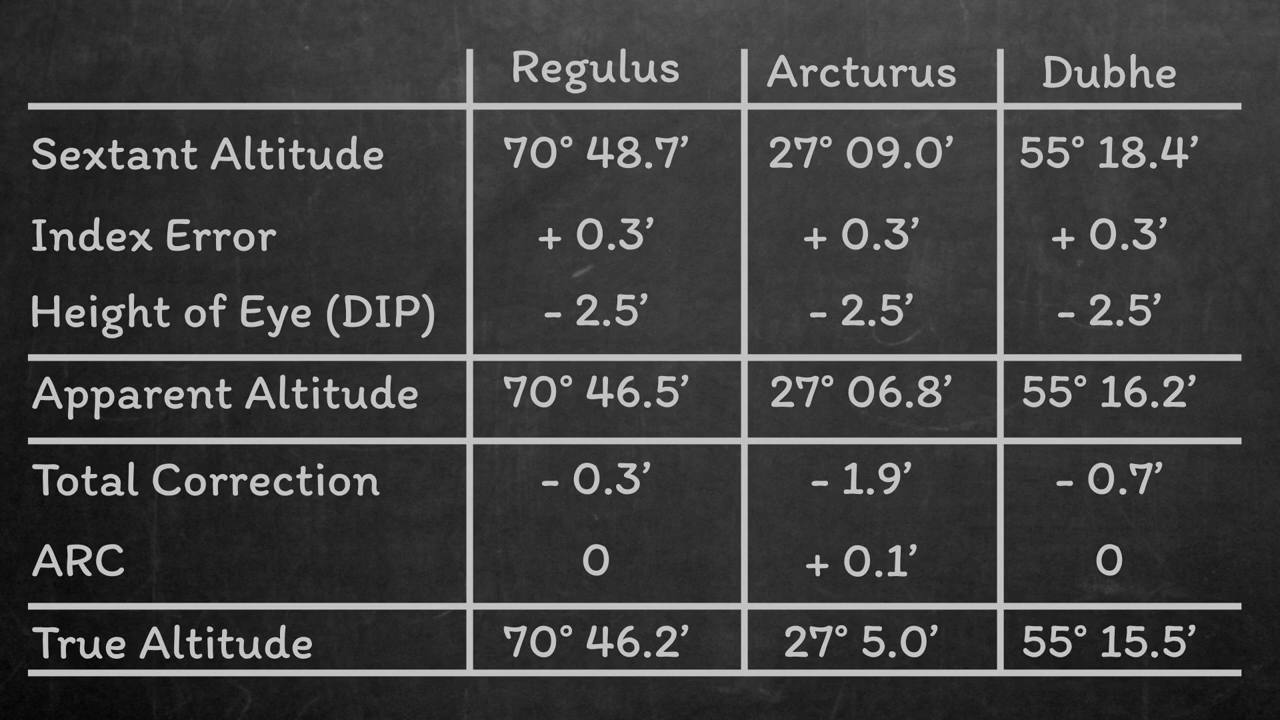 Regulus Arcturus Dubhe
Sextant Altitude 70° 48.7’ 27° 09.0’ 55° 18.4’
Index Error + 0.3’ + 0.3’ + 0.3’
Height of Eye (DIP) - 2.5’ - 2.5’ - 2.5’
Apparent Altitude 70° 46.5’ 27° 06.8’ 55° 16.2’
Total Correction - 0.3’ - 1.9’ - 0.7’
ARC 0 + 0.1’ 0
True Altitude 70° 46.2’ 27° 5.0’ 55° 15.5’